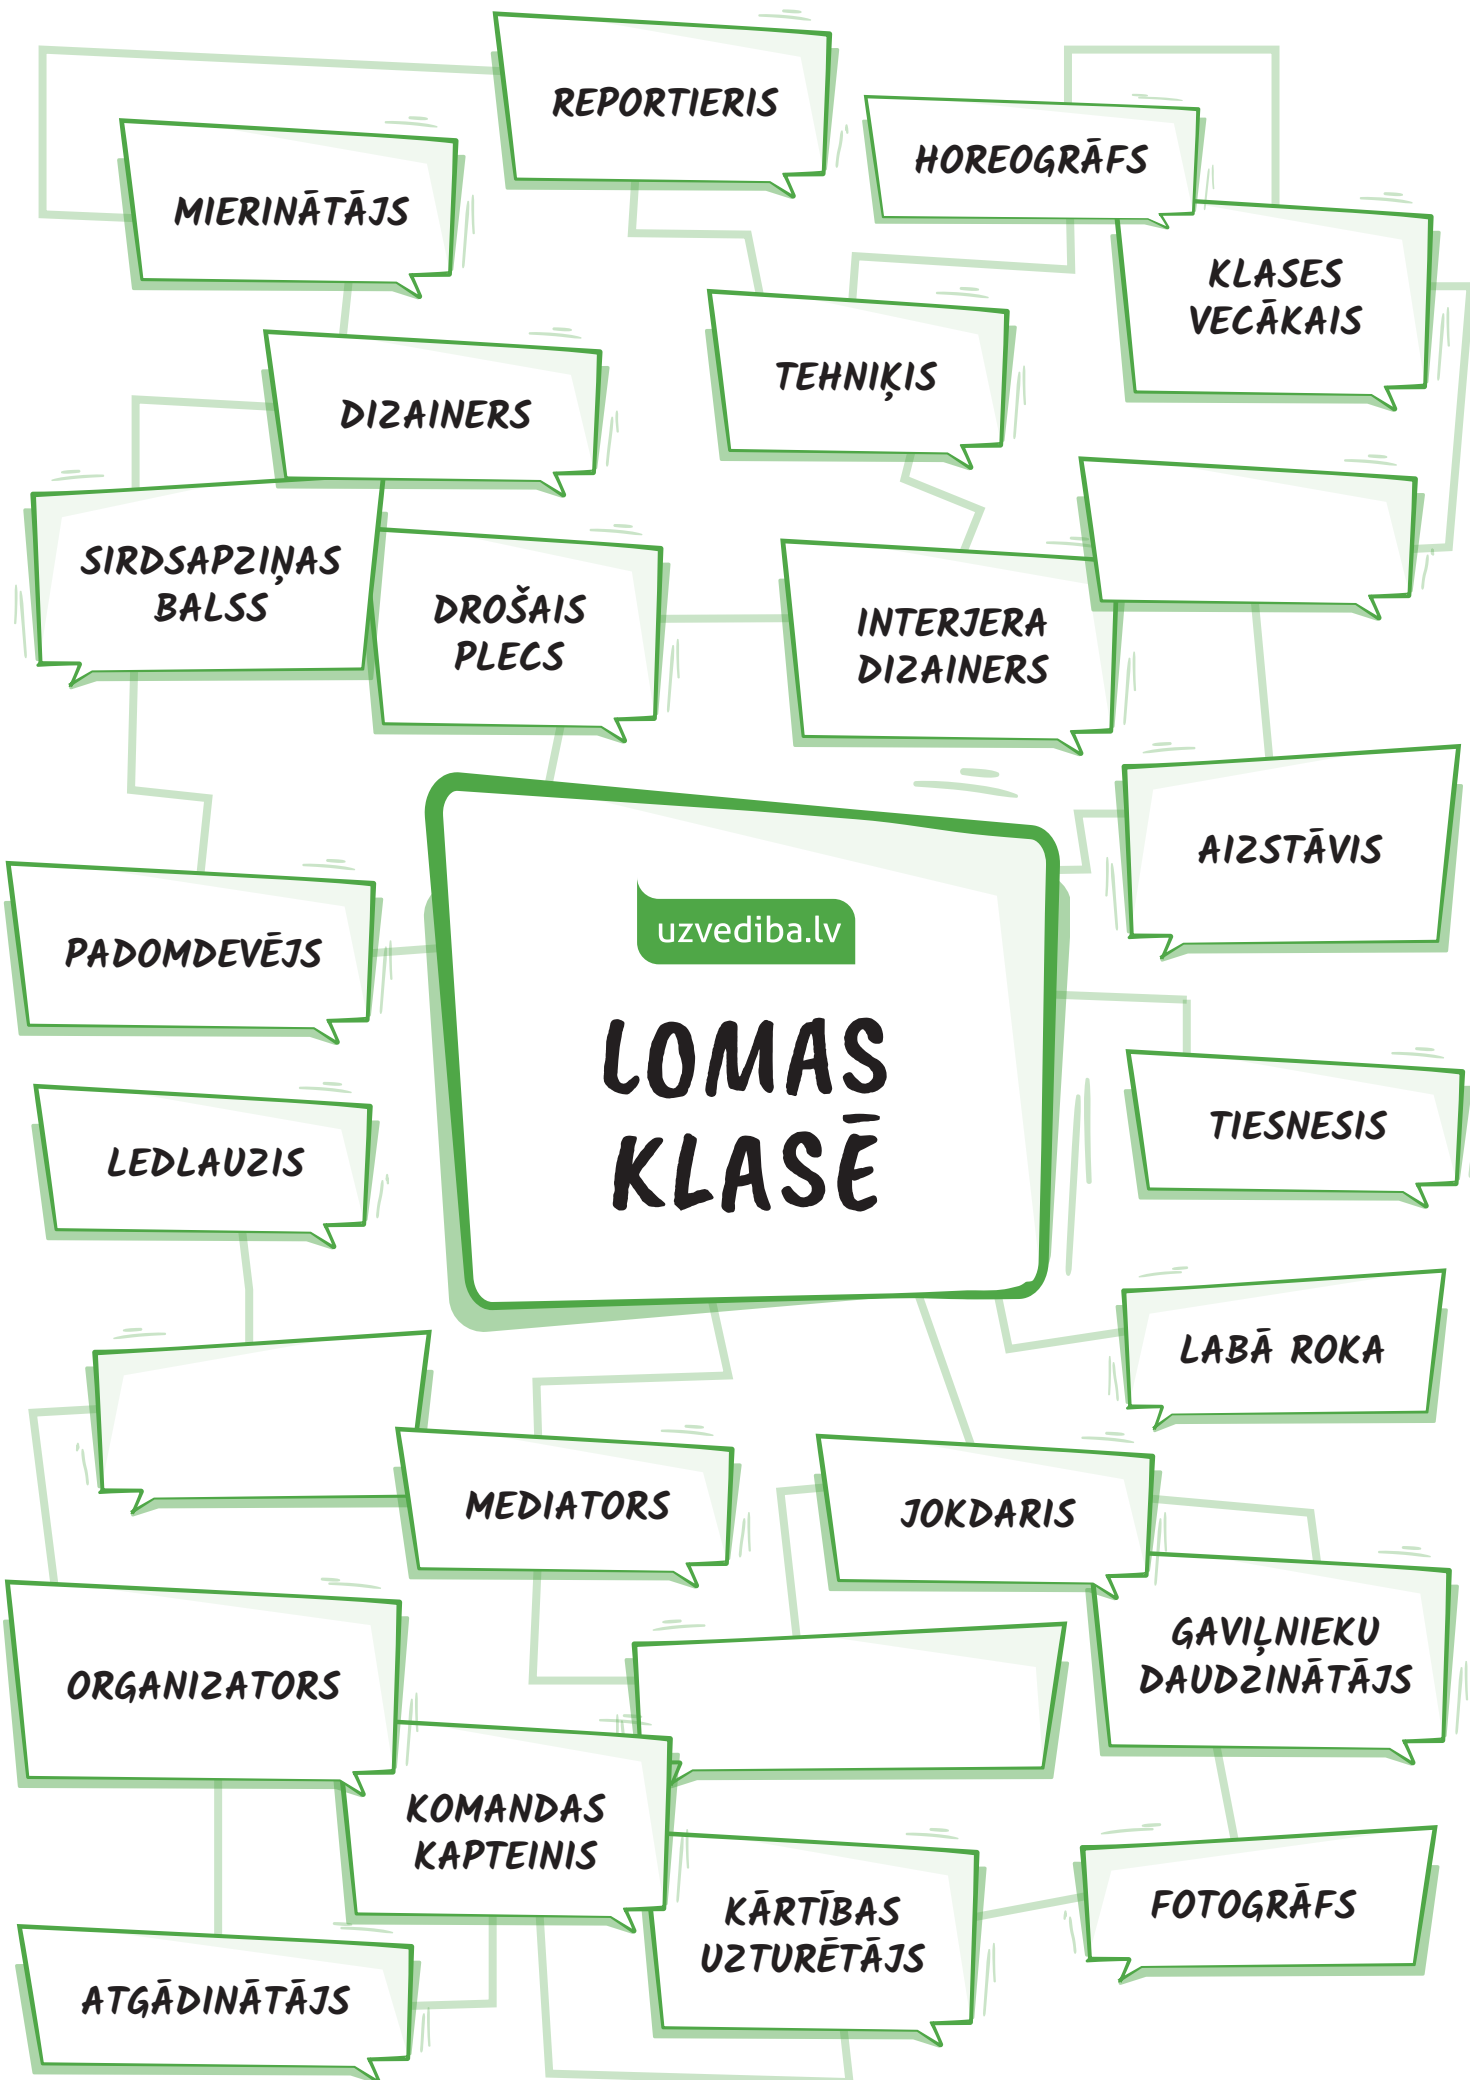 REPORTIERIS
HOREOGRĀFS
MIERINĀTĀJS
KLASES
VECĀKAIS
TEHNIĶIS
DIZAINERS
SIRDSAPZIŅAS
BALSS
DROŠAIS
PLECS
INTERJERA
DIZAINERS
AIZSTĀVIS
PADOMDEVĒJS
uzvediba.lv
LOMAS
KLASĒ
TIESNESIS
LEDLAUZIS
LABĀ ROKA
MEDIATORS
JOKDARIS
GAVIĻNIEKU
DAUDZINĀTĀJS
ORGANIZATORS
KOMANDAS
KAPTEINIS
KĀRTĪBAS
UZTURĒTĀJS
FOTOGRĀFS
ATGĀDINĀTĀJS